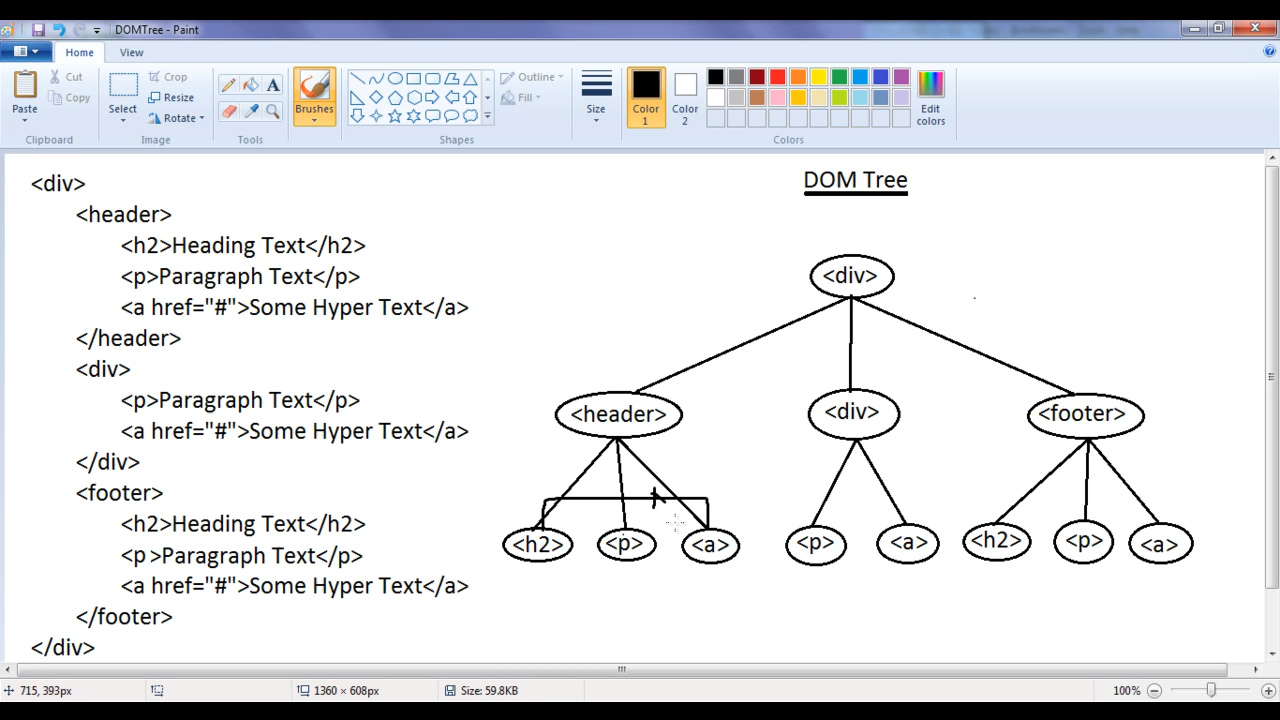 DOMTree - Paint
Home View
Paste
Cut
Copy
Clipboard
Select
Crop
Resize
Rotate
Image
A
Tools
Brushes
Outline
Fill
Shapes
Size
Color 1
Color 2
Edit colors
Colors
<div>
<header>
<h2>Heading Text</h2>
<p>Paragraph Text</p>
<a href="#">Some Hyper Text</a>
</header>
<div>
<p>Paragraph Text</p>
<a href="#">Some Hyper Text</a>
</div>
<footer>
<h2>Heading Text</h2>
<p >Paragraph Text</p>
<a href="#">Some Hyper Text</a>
</footer>
</div>
DOM Tree
<div>
<header> <div> <footer>
<h2> <p> <a> <p> <a> <h2> <p> <a>
715, 393px 1360 × 608px Size: 59.8KB 100%